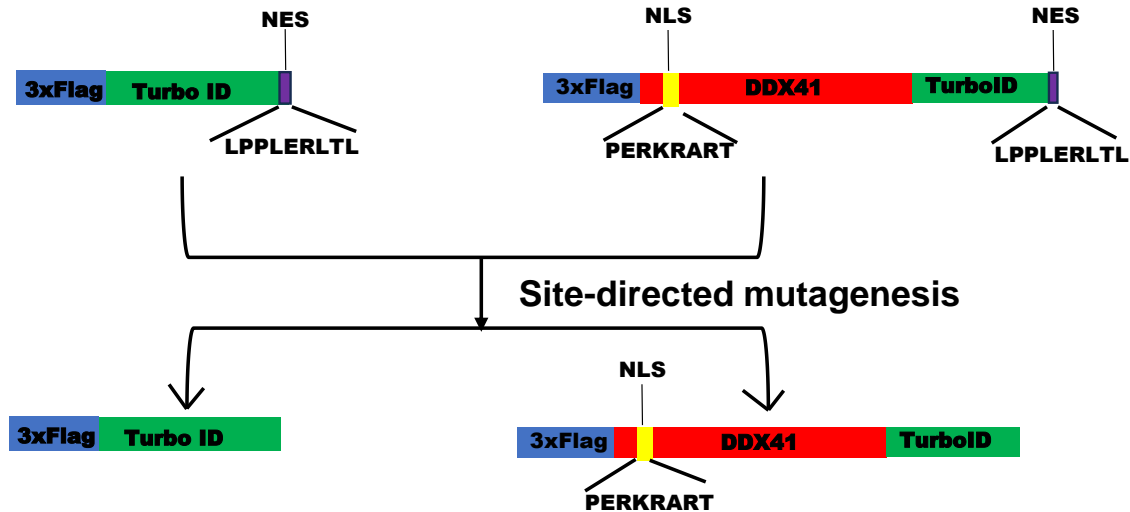 NES
3xFlag Turbo ID
LPPLERLTL
NLS
NES
3xFlag DDX41 TurboID
PERKRART
LPPLERLTL
Site-directed mutagenesis
3xFlag Turbo ID
NLS
3xFlag DDX41 TurboID
PERKRART